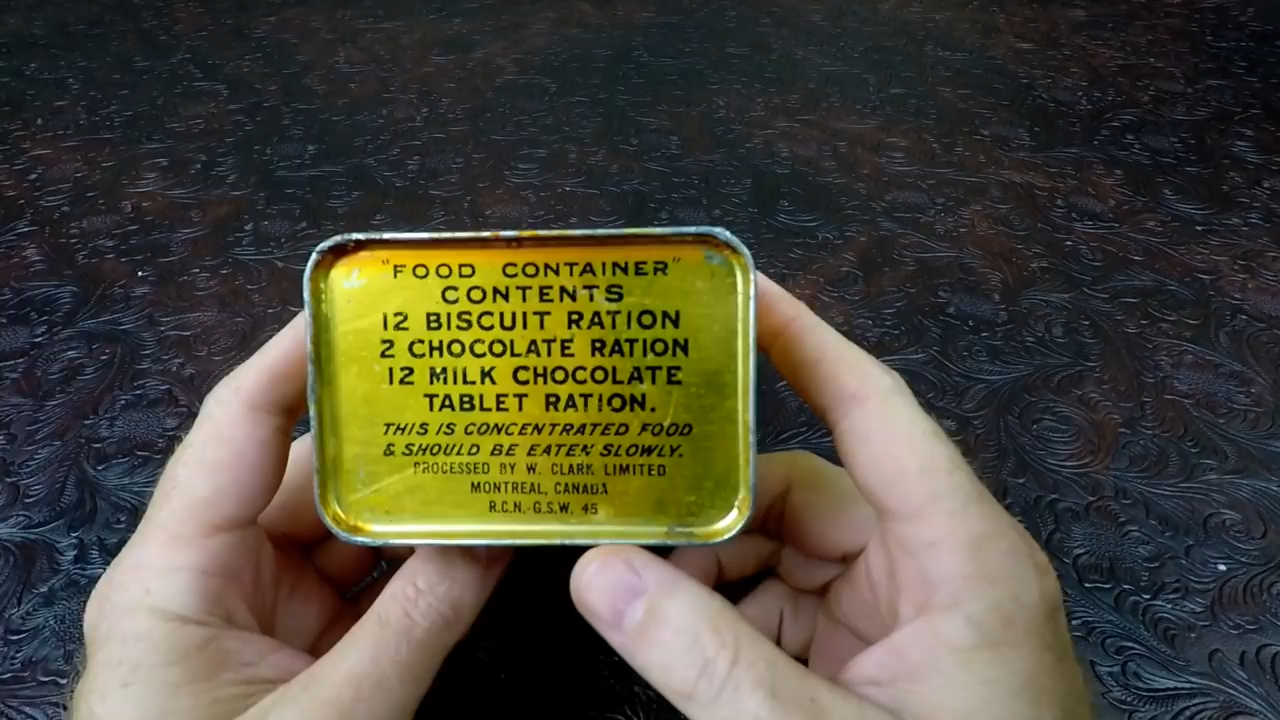 "FOOD CONTAINER"
CONTENTS
12 BISCUIT RATION
2 CHOCOLATE RATION
12 MILK CHOCOLATE
TABLET RATION.
THIS IS CONCENTRATED FOOD
& SHOULD BE EATEN SLOWLY.
PROCESSED BY W. CLARK LIMITED
MONTREAL, CANADA
R.C.N.-G.S.W. 45